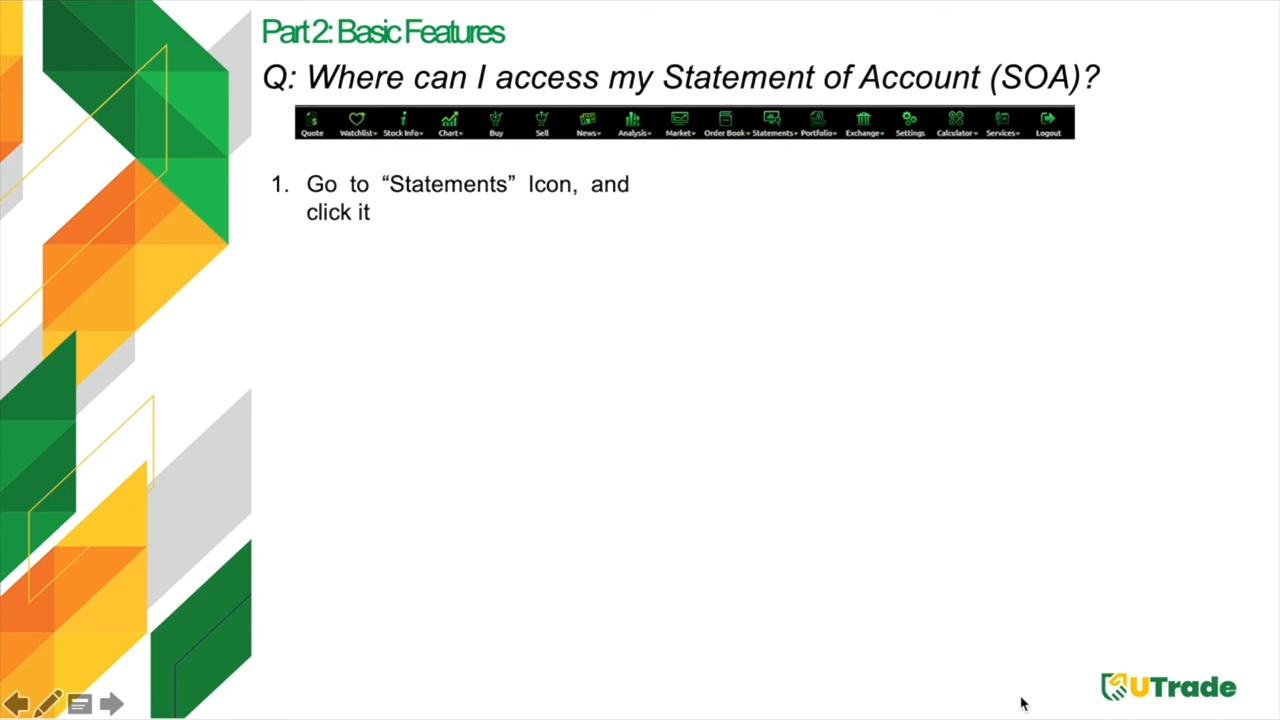 Part 2: Basic Features
Q: Where can I access my Statement of Account (SOA)?
Quote Watchlist Stock Info Chart Buy Sell News Analysis Market Order Book Statements Portfolio Exchange Settings Calculator Services Logout
1. Go to “Statements” Icon, and
click it
UTrade